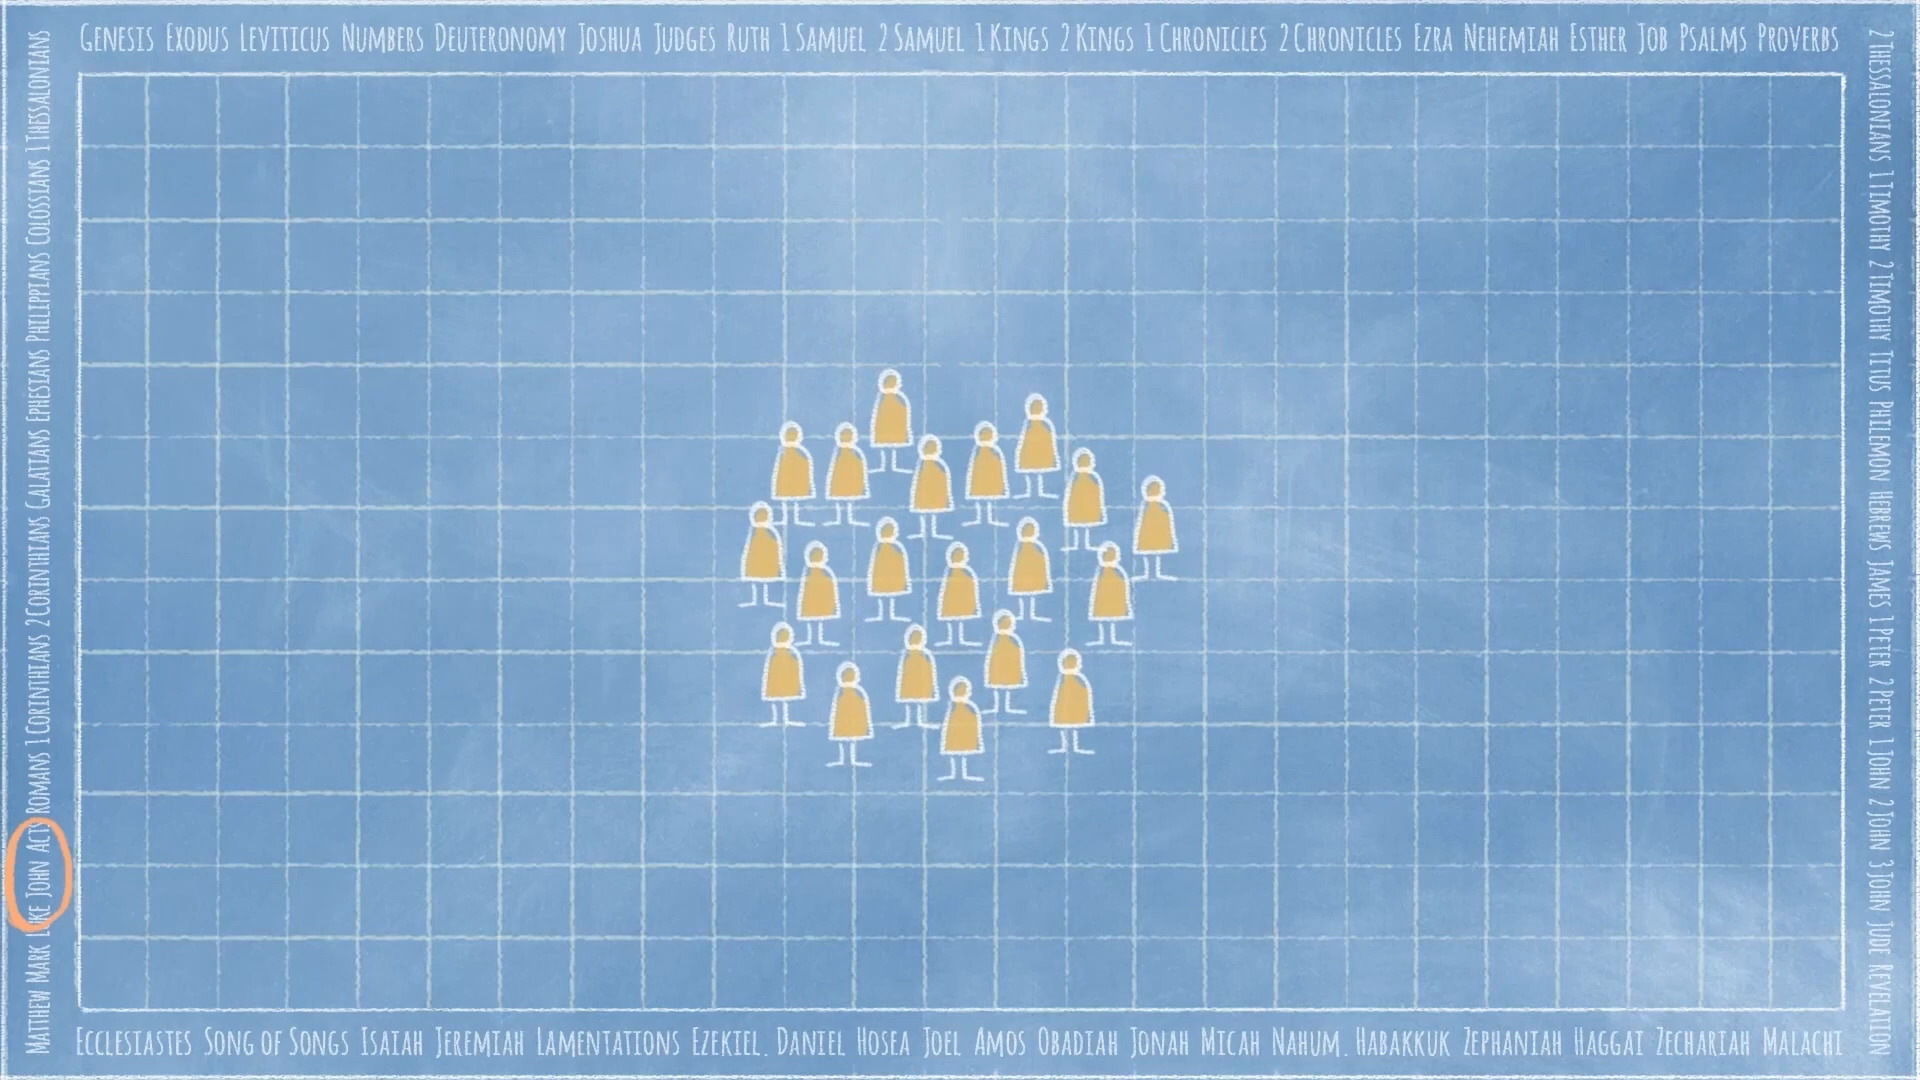 Genesis Exodus Leviticus Numbers Deuteronomy Joshua Judges Ruth 1 Samuel 2 Samuel 1 Kings 2 Kings 1 Chronicles 2 Chronicles Ezra Nehemiah Esther Job Psalms Proverbs
Ecclesiastes Song of Songs Isaiah Jeremiah Lamentations Ezekiel. Daniel Hosea Joel Amos Obadiah Jonah Micah Nahum. Habakkuk Zephaniah Haggai Zechariah Malachi
Matthew Mark Luke John Acts Romans 1 Corinthians 2 Corinthians Galatians Ephesians Philippians Colossians 1 Thessalonians
2 Thessalonians 1 Timothy 2 Timothy Titus Philemon Hebrews James 1 Peter 2 Peter 1 John 2 John 3 John Jude Revelation